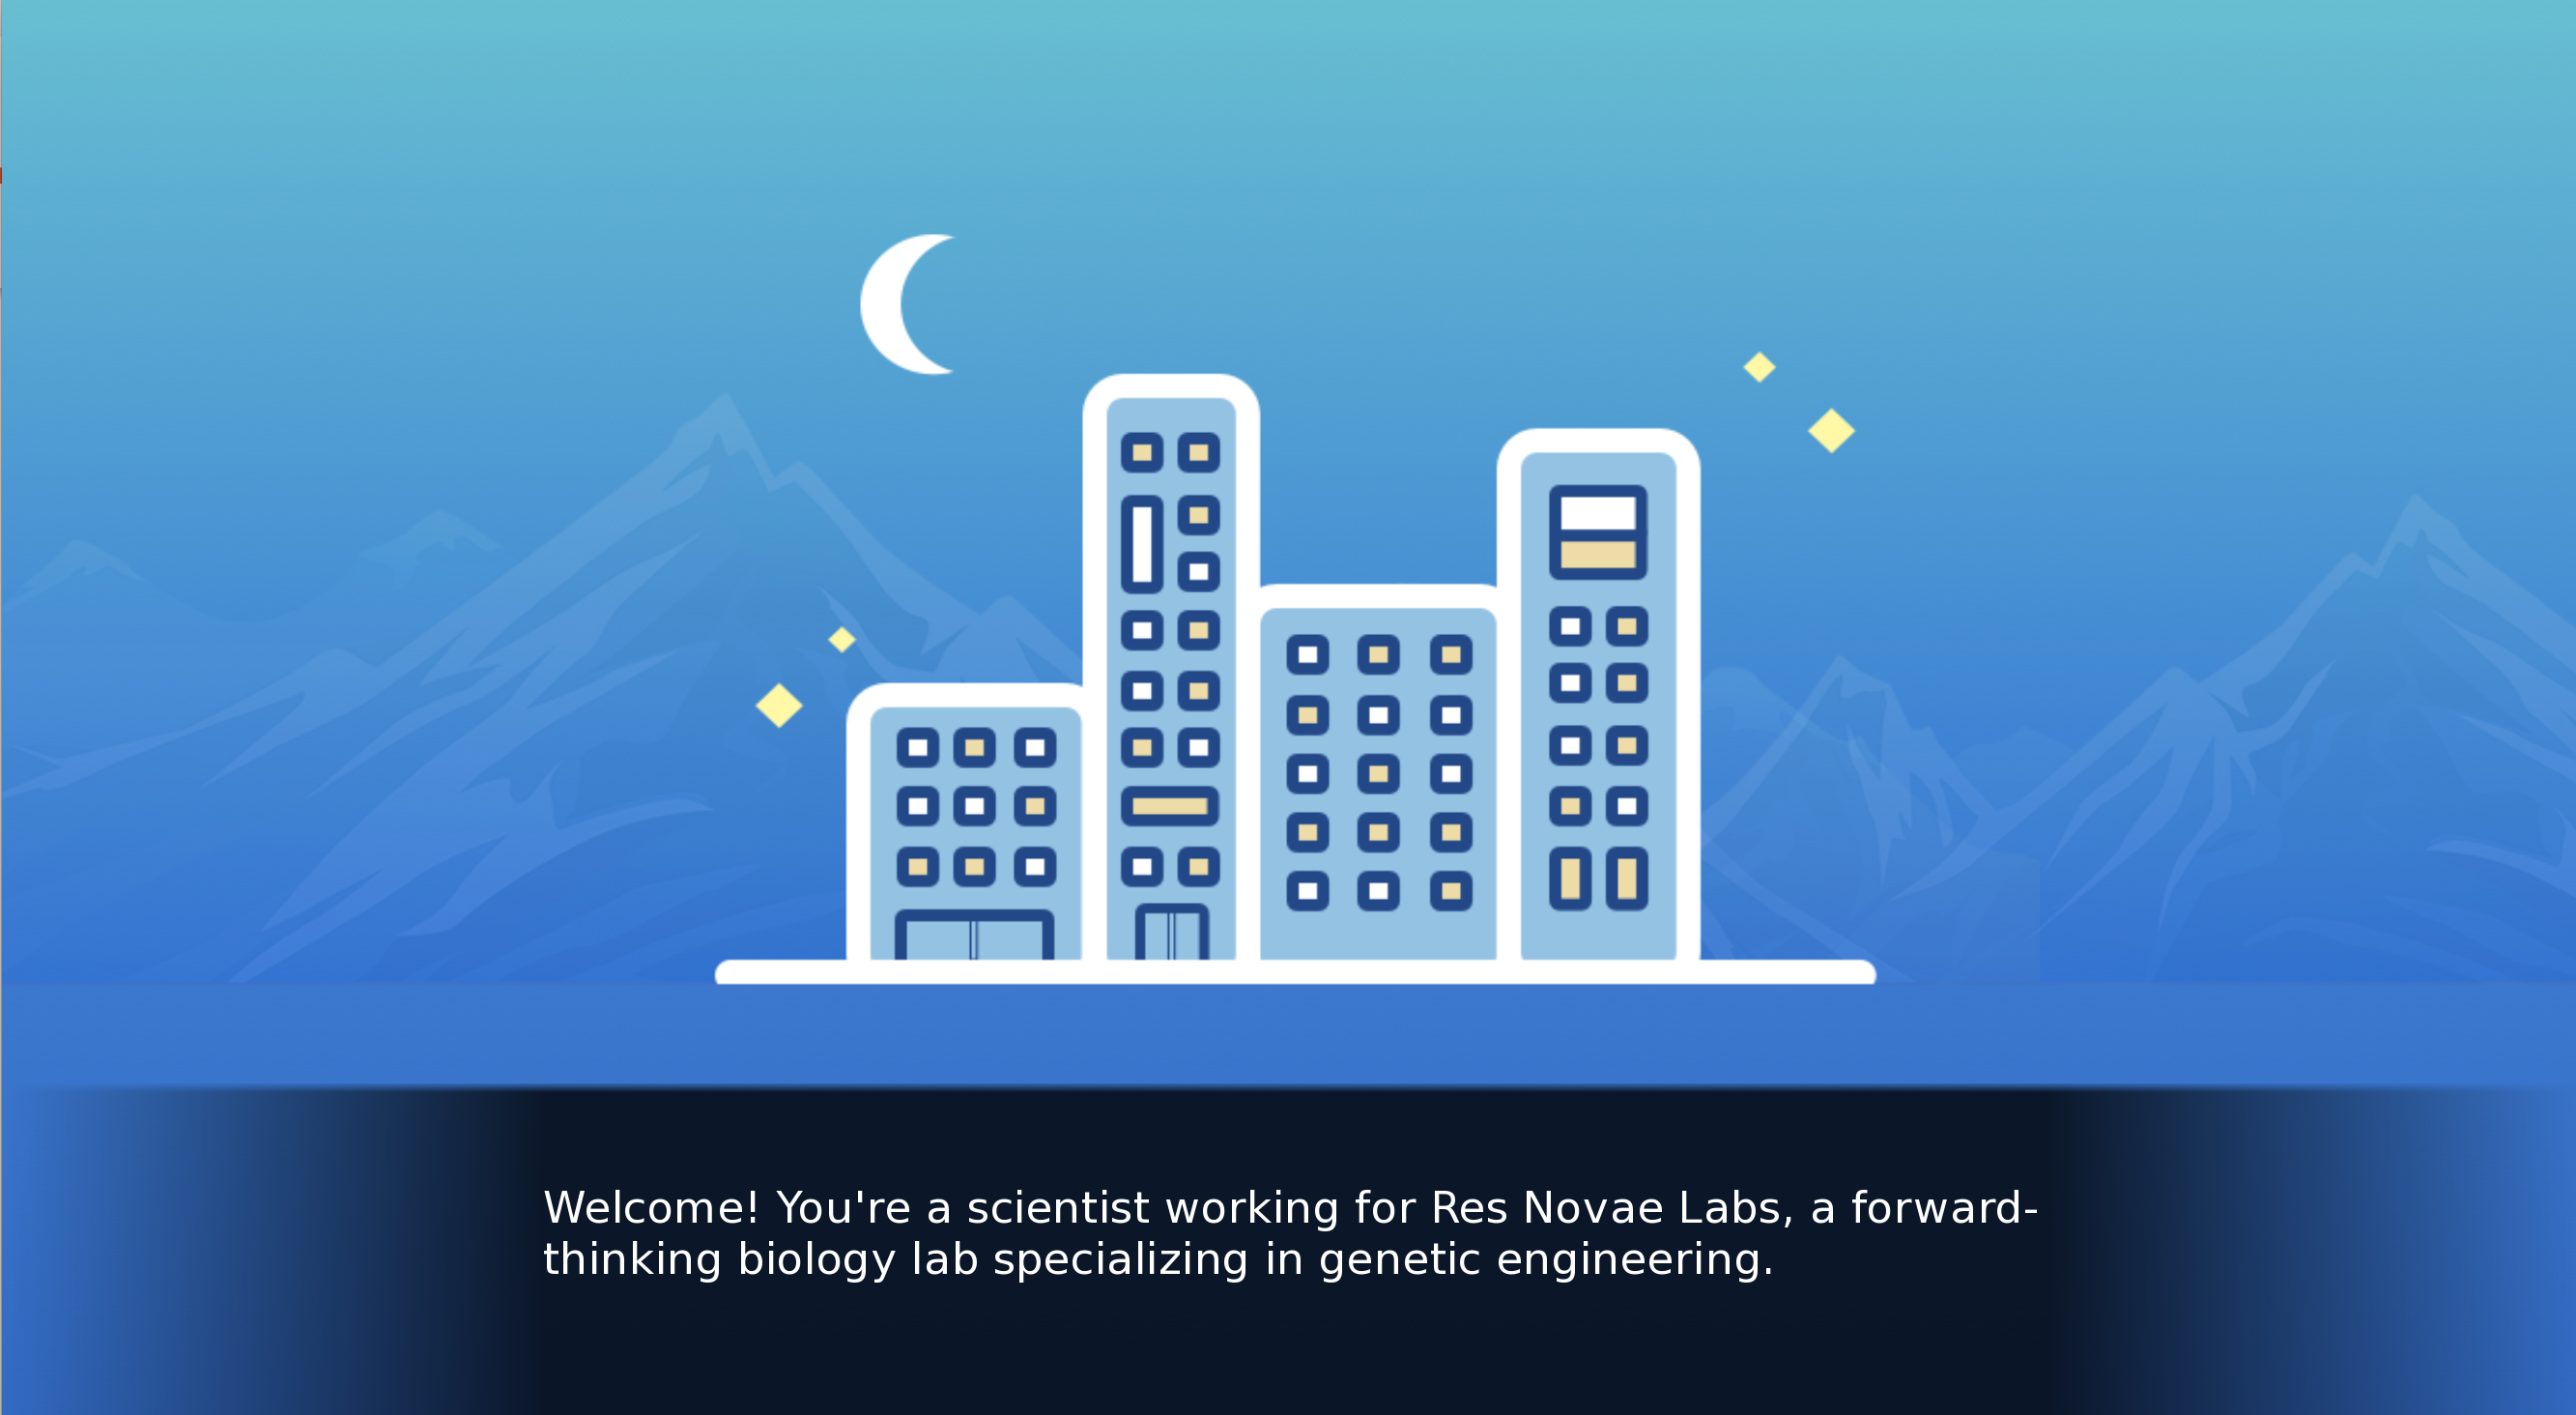 Welcome! You're a scientist working for Res Novae Labs, a forward-
thinking biology lab specializing in genetic engineering.